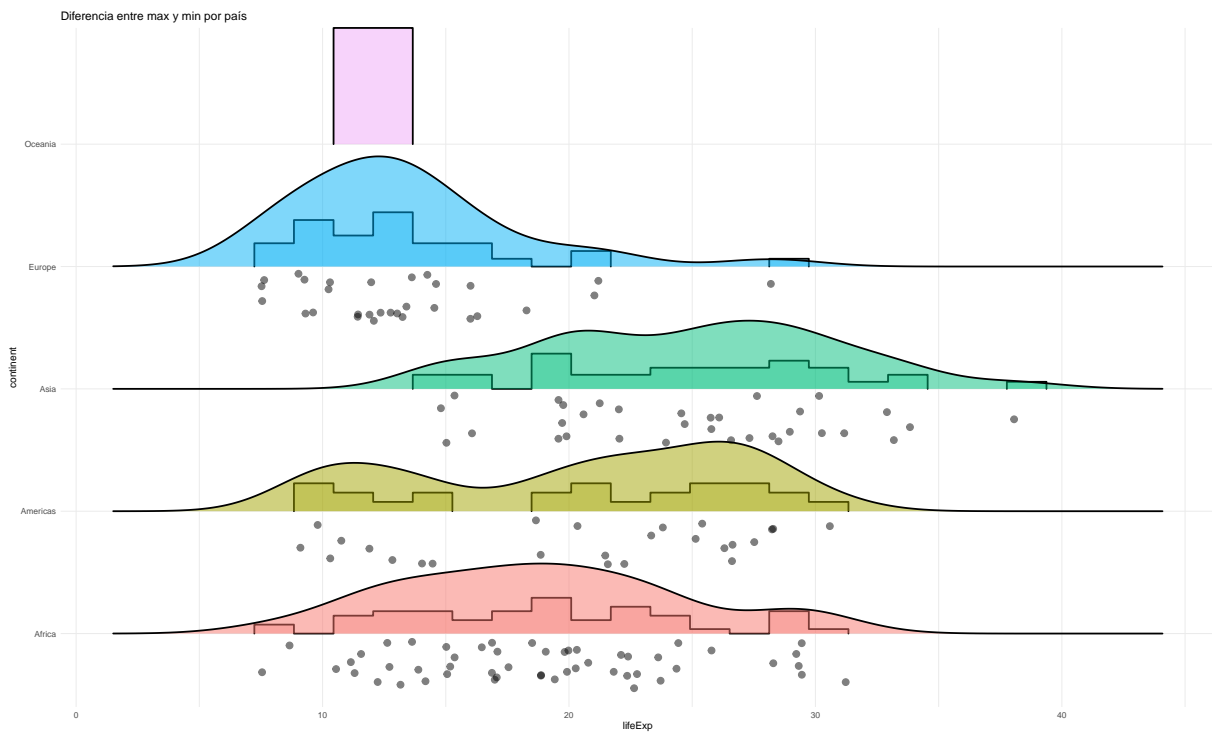 Diferencia entre max y min por país
continent
Oceania
Europe
Asia
Americas
Africa
0 10 20 30 40
lifeExp